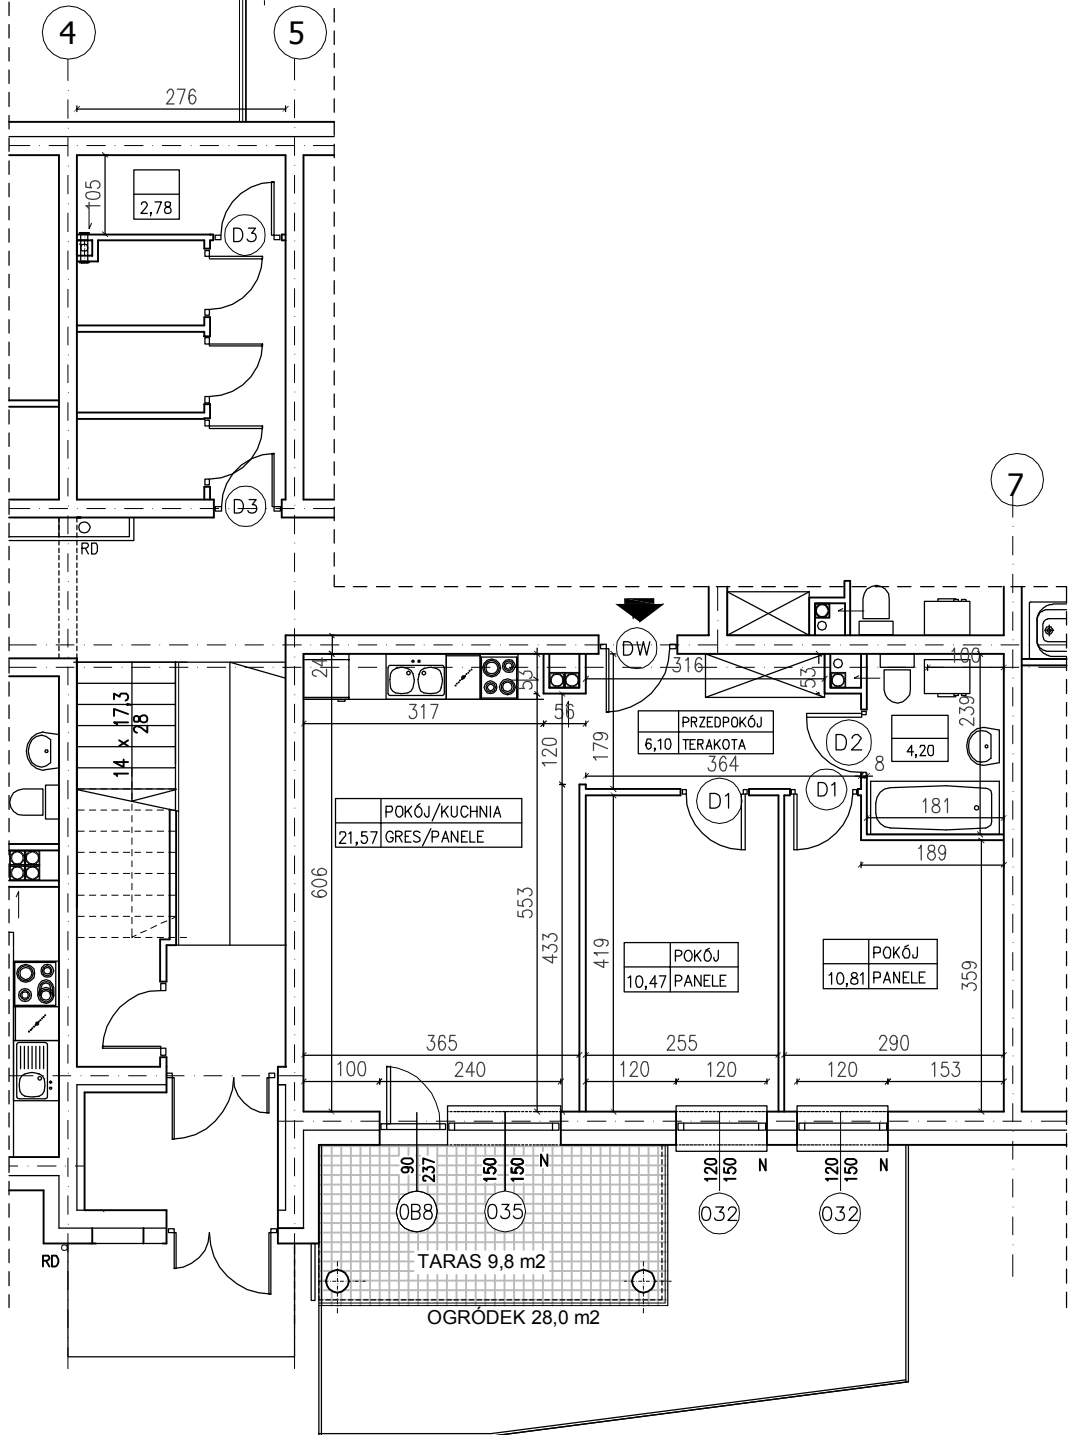 4
5
276
105
2,78
D3
D3
RD
7
DW
24
53
316
53
100
317
56
PRZEDPOKÓJ
6,10 TERAKOTA
239
14 x 17,3
28
120
179
364
D2
8
4,20
D1
D1
181
POKÓJ/KUCHNIA
21,57 GRES/PANELE
189
606
553
433
419
POKÓJ
10,47 PANELE
POKÓJ
10,81 PANELE
359
365
255
290
100
240
120
120
120
153
90
237
150
150
N
120
150
N
120
150
N
OB8
O35
O32
O32
RD
TARAS 9,8 m2
OGRÓDEK 28,0 m2